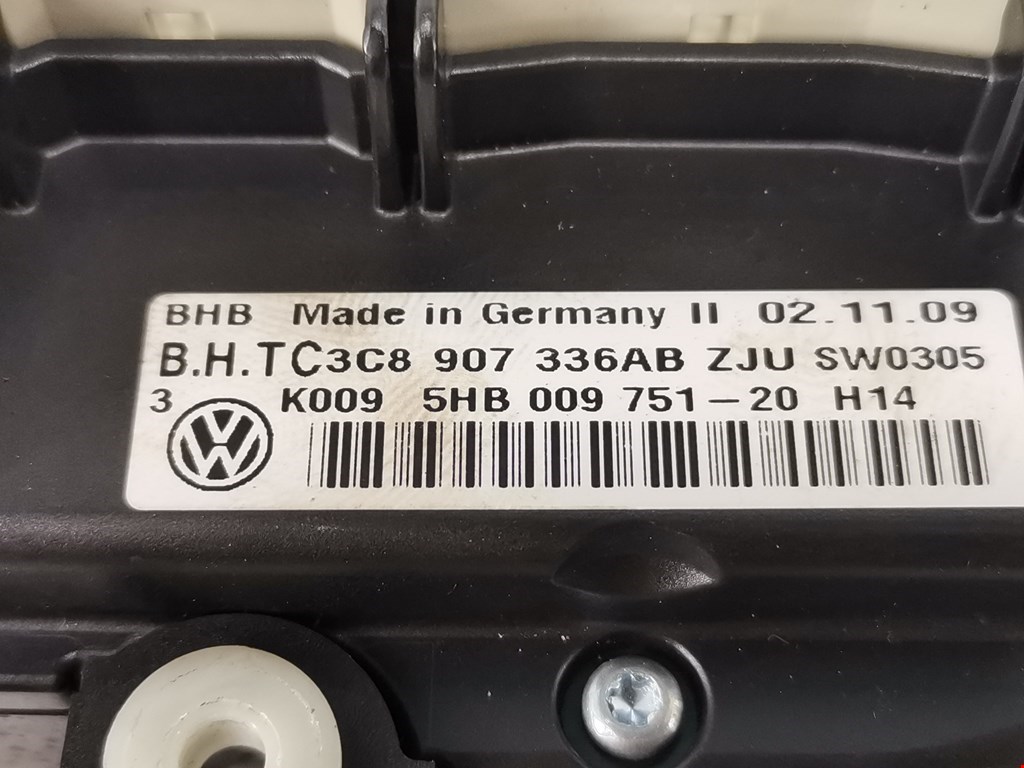 BHB Made in Germany II 02.11.09
B.H.TC3C8 907 336AB ZJU SW0305
3 K009 5HB 009 751-20 H14